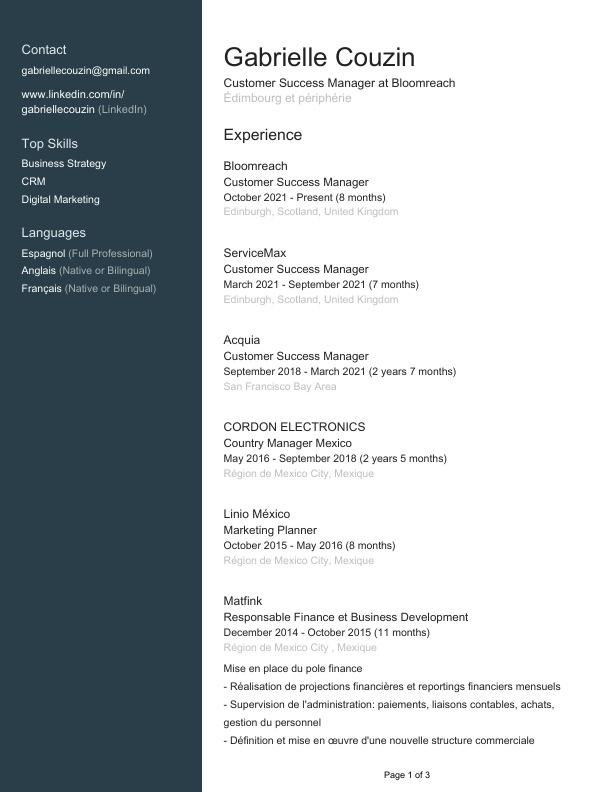 Contact
gabriellecouzin@gmail.com
www.linkedin.com/in/
gabriellecouzin (LinkedIn)
Top Skills
Business Strategy
CRM
Digital Marketing
Languages
Espagnol (Full Professional)
Anglais (Native or Bilingual)
Français (Native or Bilingual)
Gabrielle Couzin
Customer Success Manager at Bloomreach
Édimbourg et périphérie
Experience
Bloomreach
Customer Success Manager
October 2021 - Present (8 months)
Edinburgh, Scotland, United Kingdom
ServiceMax
Customer Success Manager
March 2021 - September 2021 (7 months)
Edinburgh, Scotland, United Kingdom
Acquia
Customer Success Manager
September 2018 - March 2021 (2 years 7 months)
San Francisco Bay Area
CORDON ELECTRONICS
Country Manager Mexico
May 2016 - September 2018 (2 years 5 months)
Région de Mexico City, Mexique
Linio México
Marketing Planner
October 2015 - May 2016 (8 months)
Région de Mexico City, Mexique
Matfink
Responsable Finance et Business Development
December 2014 - October 2015 (11 months)
Région de Mexico City , Mexique
Mise en place du pole finance
- Réalisation de projections financières et reportings financiers mensuels
- Supervision de l'administration: paiements, liaisons contables, achats,
gestion du personnel
- Définition et mise en œuvre d'une nouvelle structure commerciale
Page 1 of 3